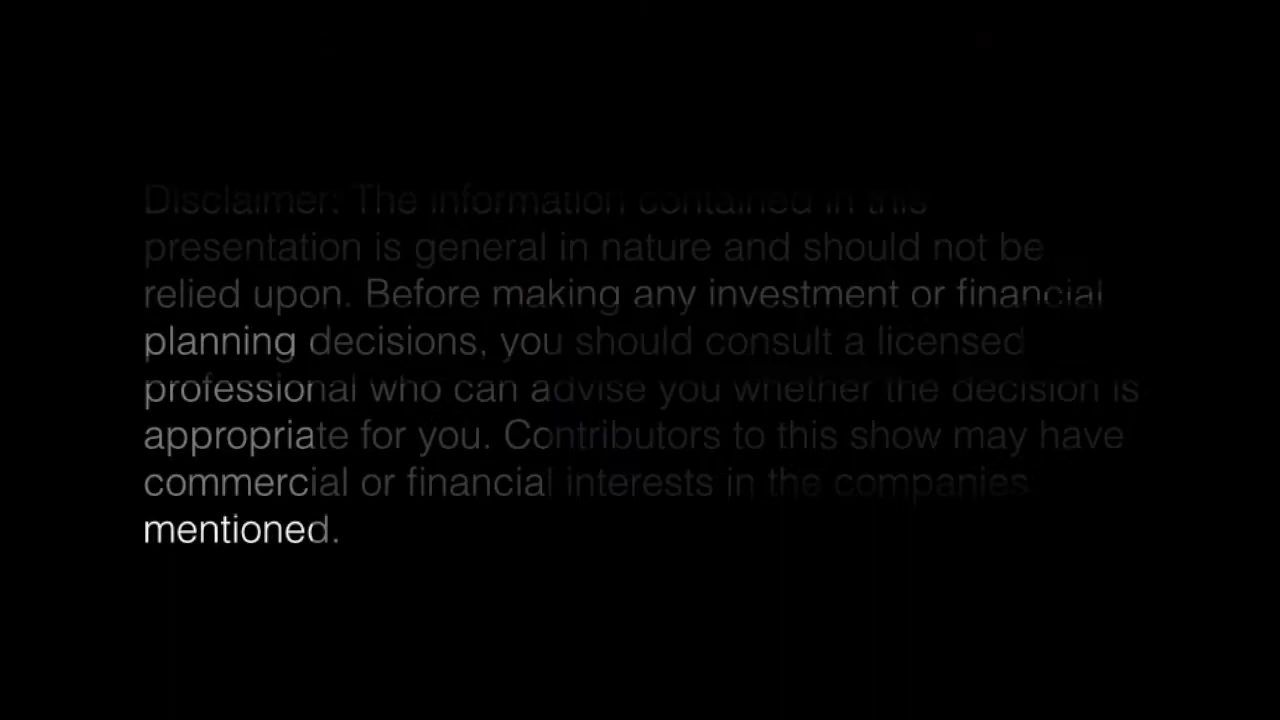 Disclaimer: The information contained in this
presentation is general in nature and should not be
relied upon. Before making any investment or financial
planning decisions, you should consult a licensed
professional who can advise you whether the decision is
appropriate for you. Contributors to this show may have
commercial or financial interests in the companies
mentioned.